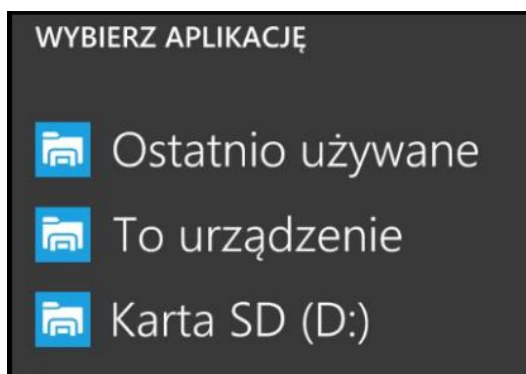 WYBIERZ APLIKACJĘ
Ostatnio używane
To urządzenie
Karta SD (D:)